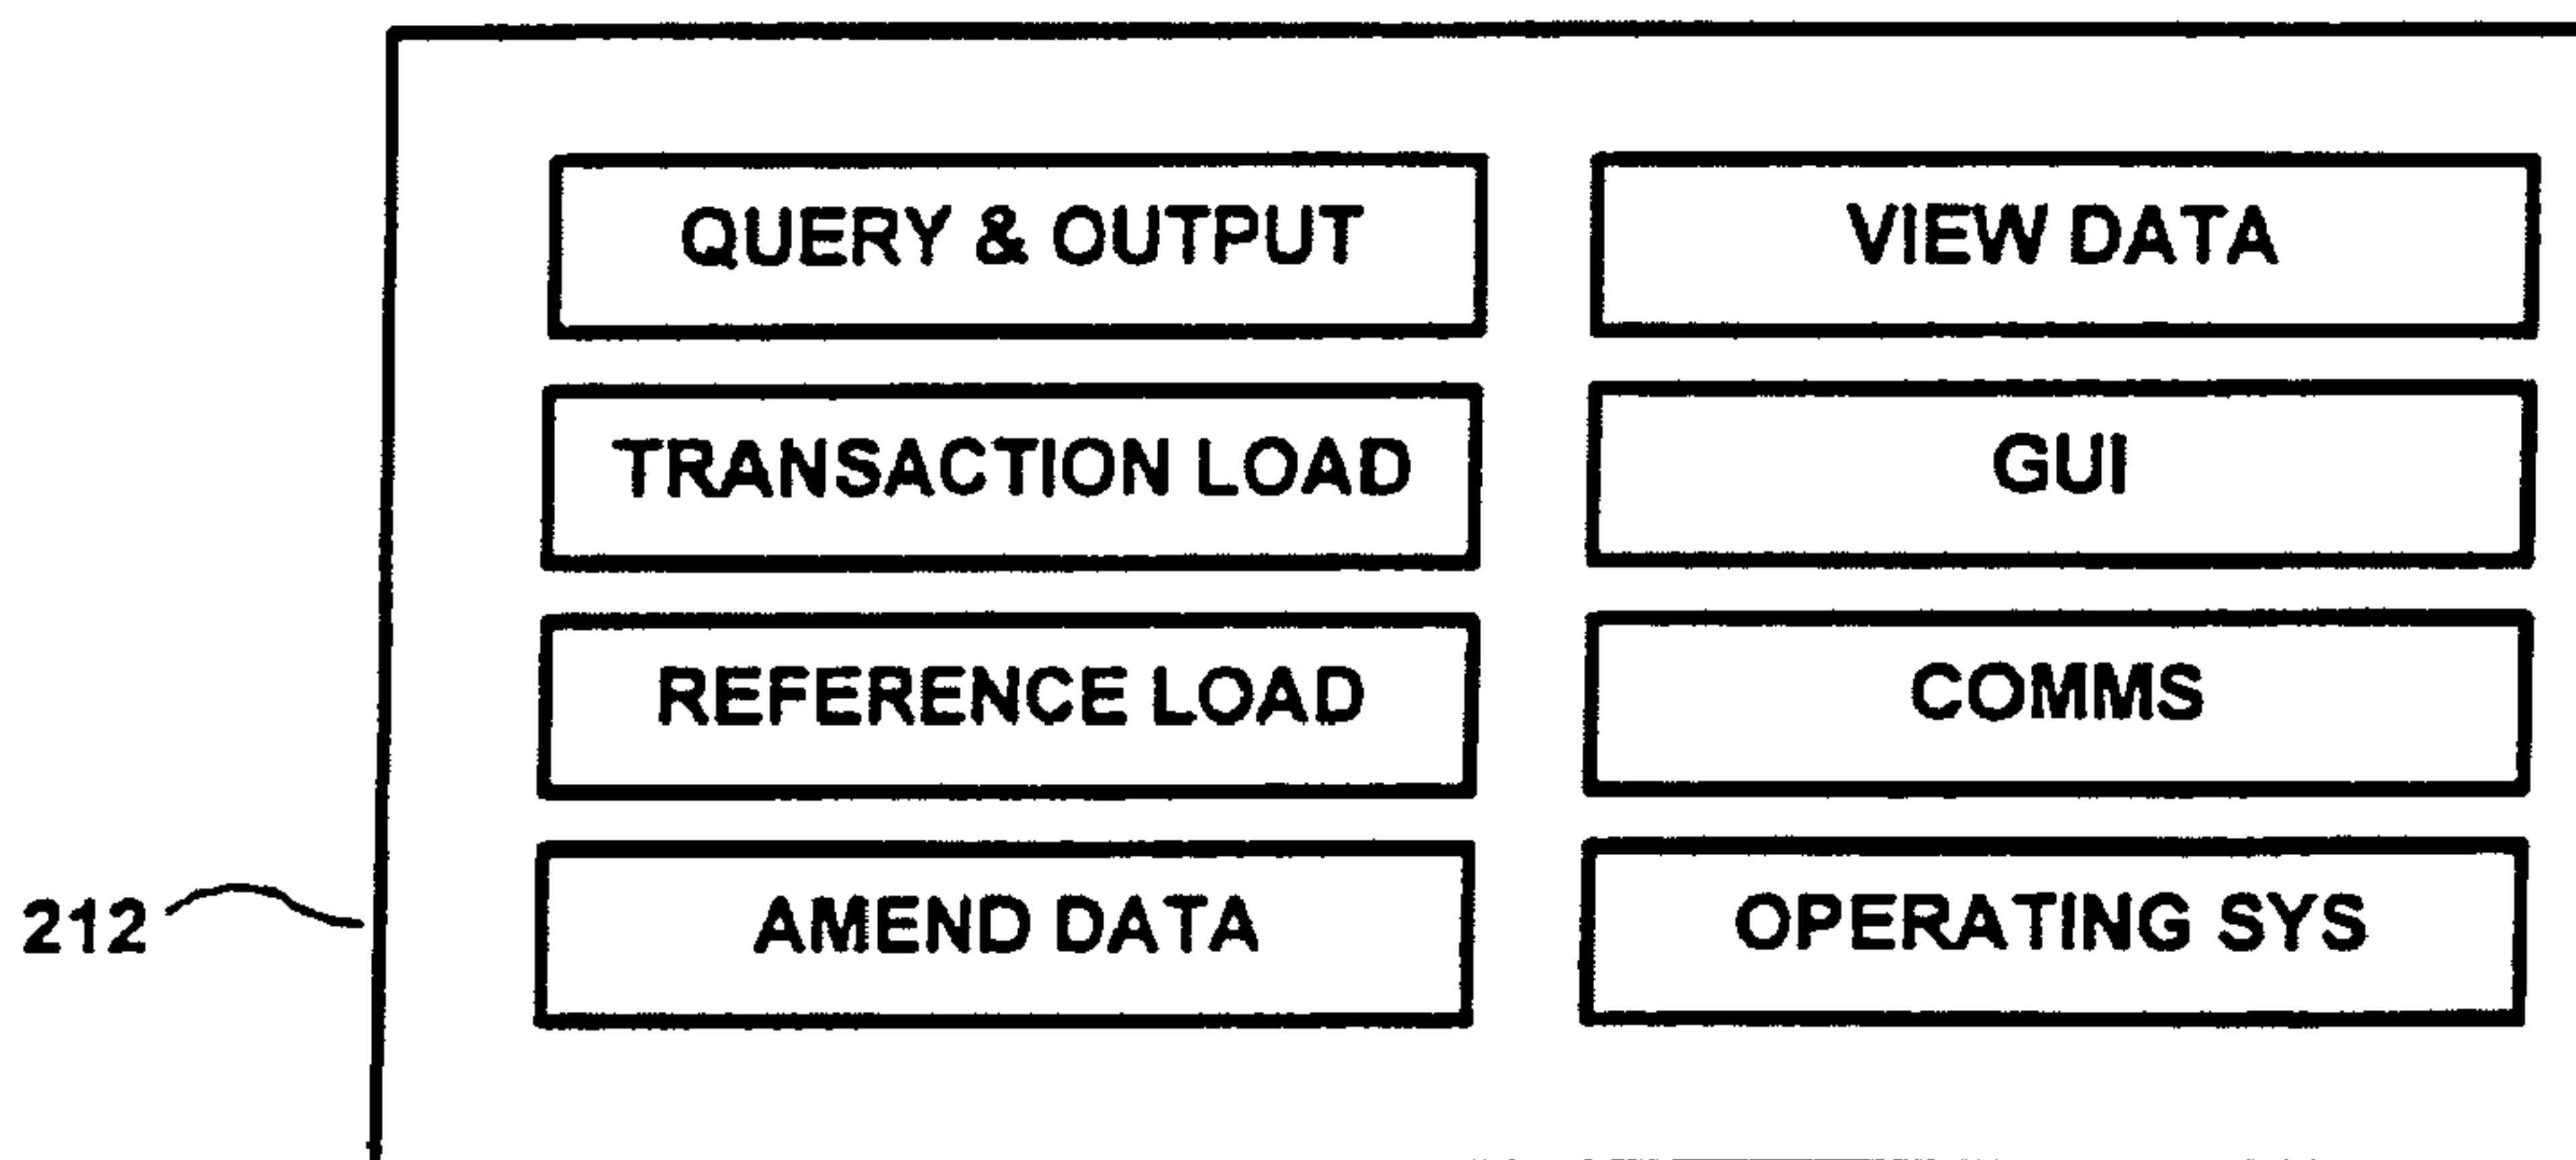 QUERY & OUTPUT
VIEW DATA
TRANSACTION LOAD
GUI
REFERENCE LOAD
COMMS
AMEND DATA
OPERATING SYS
212